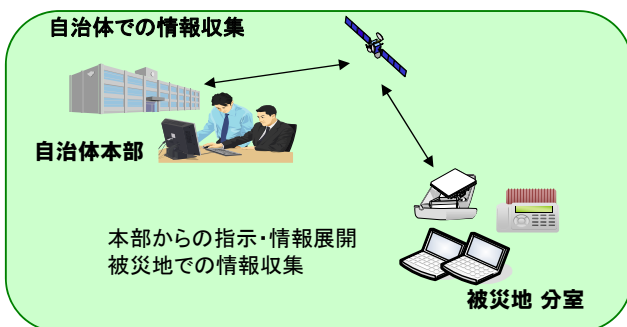 自治体での情報収集
自治体本部
本部からの指示・情報展開
被災地での情報収集
被災地 分室